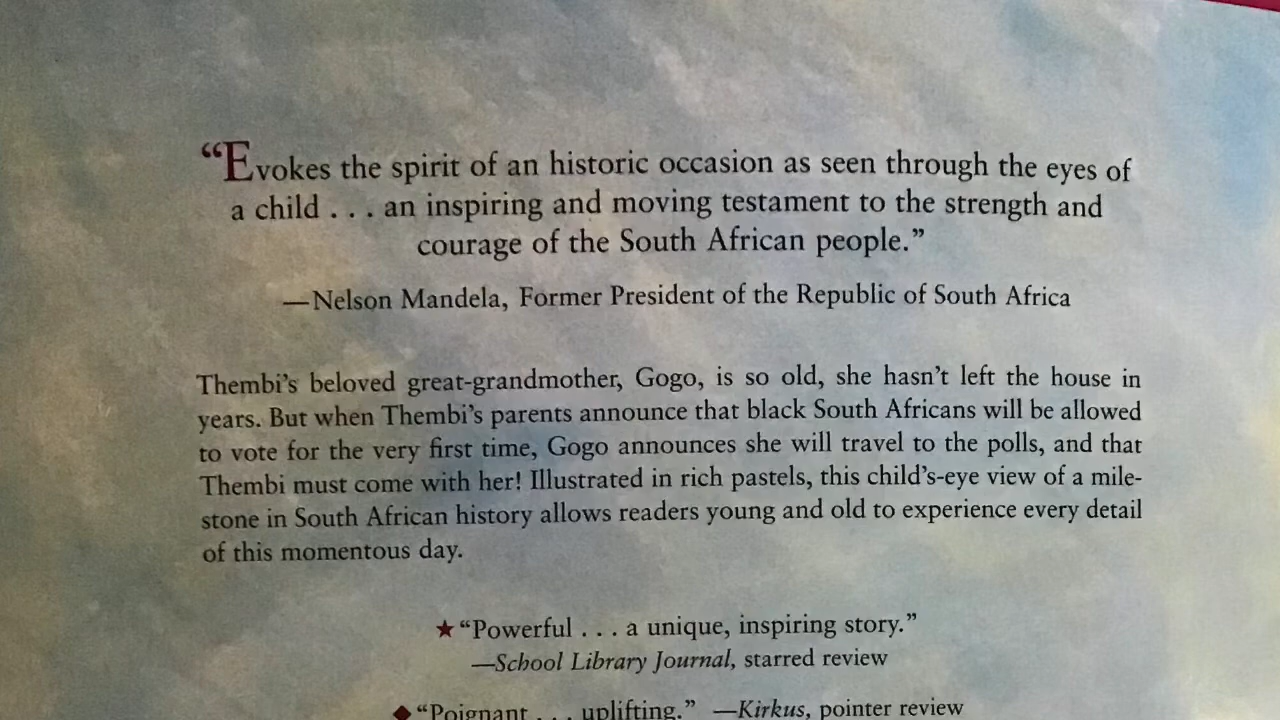 “Evokes the spirit of an historic occasion as seen through the eyes of
a child . . . an inspiring and moving testament to the strength and
courage of the South African people.”
—Nelson Mandela, Former President of the Republic of South Africa
Thembi’s beloved great-grandmother, Gogo, is so old, she hasn’t left the house in
years. But when Thembi’s parents announce that black South Africans will be allowed
to vote for the very first time, Gogo announces she will travel to the polls, and that
Thembi must come with her! Illustrated in rich pastels, this child’s-eye view of a mile-
stone in South African history allows readers young and old to experience every detail
of this momentous day.
★ “Powerful . . . a unique, inspiring story.”
—School Library Journal, starred review
◆ “Poignant . . . uplifting.” —Kirkus, pointer review